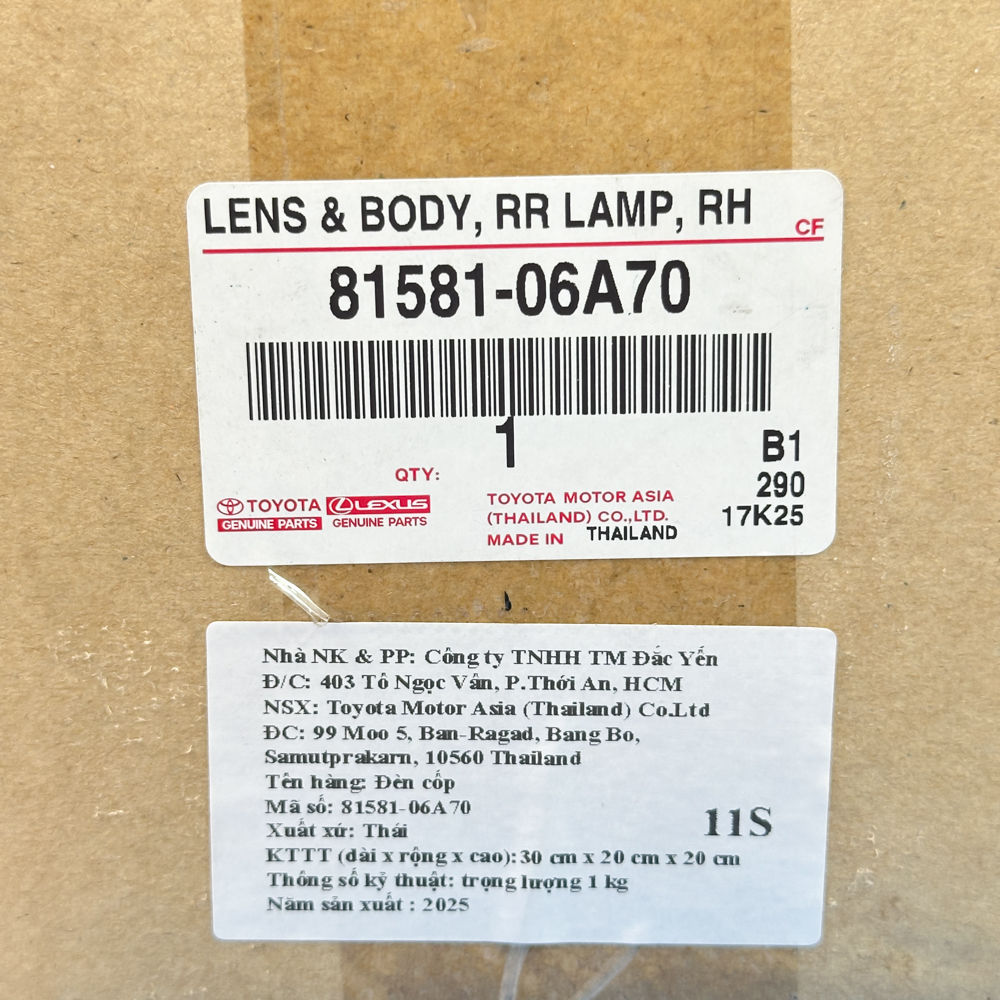 LENS & BODY, RR LAMP, RH
CF
81581-06A70
1
QTY:
B1
290
17K25
TOYOTA
GENUINE PARTS
LEXUS
GENUINE PARTS
TOYOTA MOTOR ASIA
(THAILAND) CO.,LTD.
MADE IN THAILAND
Nhà NK & PP: Công ty TNHH TM Đắc Yến
Đ/C: 403 Tô Ngọc Vân, P.Thới An, HCM
NSX: Toyota Motor Asia (Thailand) Co.Ltd
ĐC: 99 Moo 5, Ban-Ragad, Bang Bo,
Samutprakarn, 10560 Thailand
Tên hàng: Đèn cốp
Mã số: 81581-06A70
Xuất xứ: Thái
11S
KTTT (dài x rộng x cao): 30 cm x 20 cm x 20 cm
Thông số kỹ thuật: trọng lượng 1 kg
Năm sản xuất : 2025